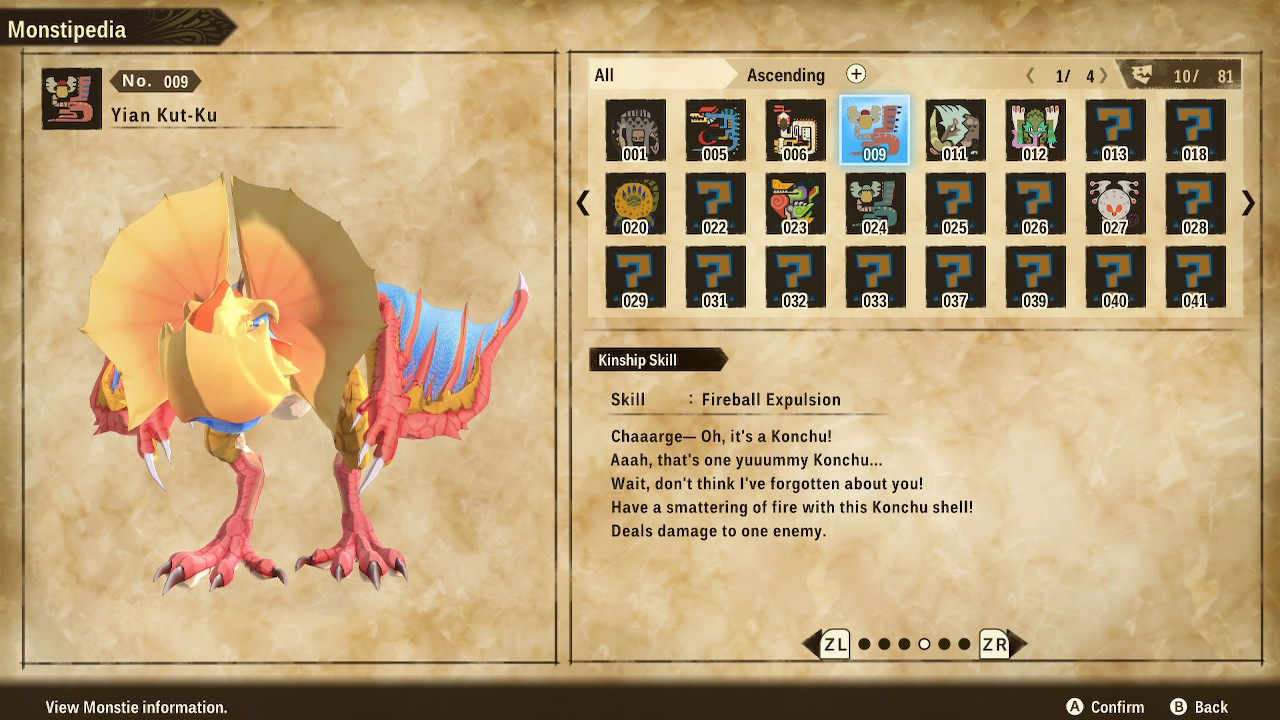 Monstipedia
No. 009
Yian Kut-Ku
All
Ascending
1/ 4
10/ 81
001 005 006 009 011 012 013 018
020 022 023 024 025 026 027 028
029 031 032 033 037 039 040 041
Kinship Skill
Skill : Fireball Expulsion
Chaaarge— Oh, it's a Konchu!
Aaah, that's one yuuummy Konchu...
Wait, don't think I've forgotten about you!
Have a smattering of fire with this Konchu shell!
Deals damage to one enemy.
ZL ZR
View Monstie information.
A Confirm B Back